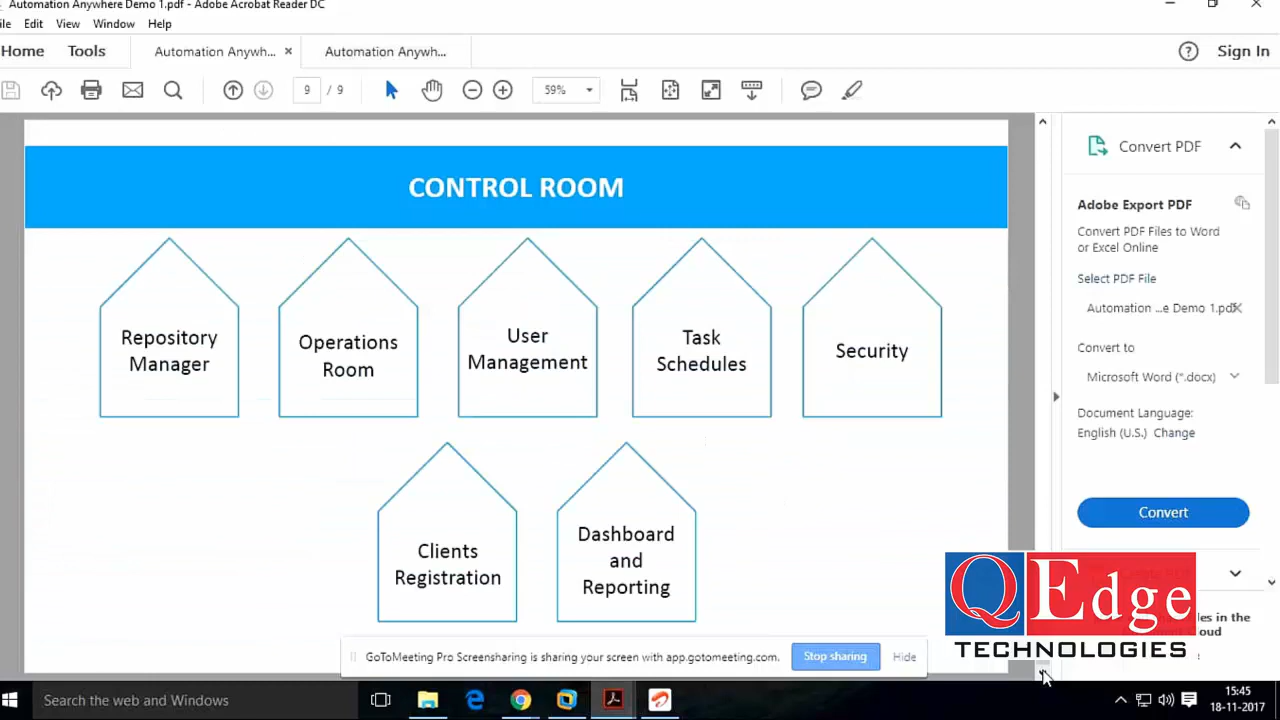 Automation Anywhere Demo 1.pdf - Adobe Acrobat Reader DC
Edit View Window Help
Home Tools Automation Anywh... × Automation Anywh... ? Sign In
9 / 9 59%
CONTROL ROOM
Repository
Manager
Operations
Room
User
Management
Task
Schedules
Security
Clients
Registration
Dashboard
and
Reporting
Convert PDF
Adobe Export PDF
Convert PDF Files to Word
or Excel Online
Select PDF File
Automation ...e Demo 1.pdf
Convert to
Microsoft Word (*.docx)
Document Language:
English (U.S.) Change
Convert
in the
QEdge
TECHNOLOGIES
GoToMeeting Pro Screensharing is sharing your screen with app.gotomeeting.com. Stop sharing Hide
Search the web and Windows
15:45
18-11-2017